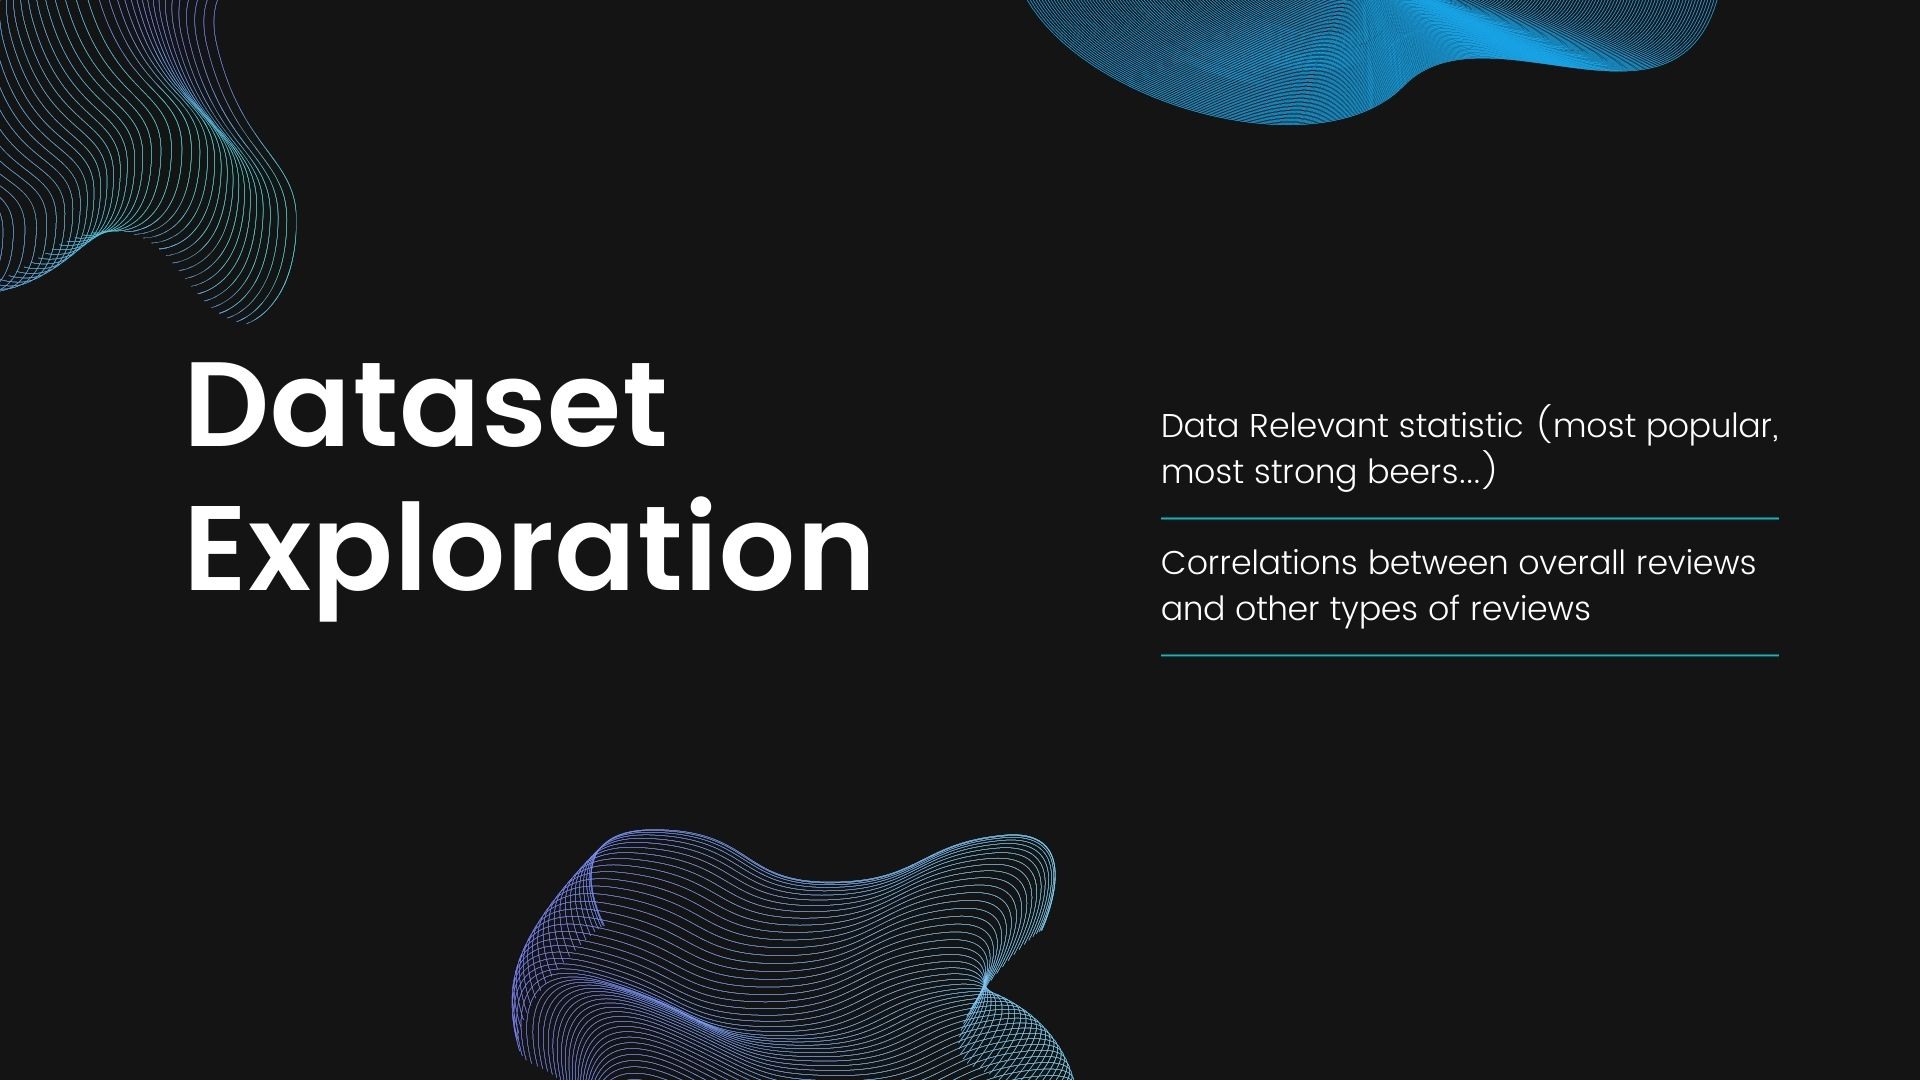 Dataset
Exploration
Data Relevant statistic (most popular,
most strong beers...)
Correlations between overall reviews
and other types of reviews